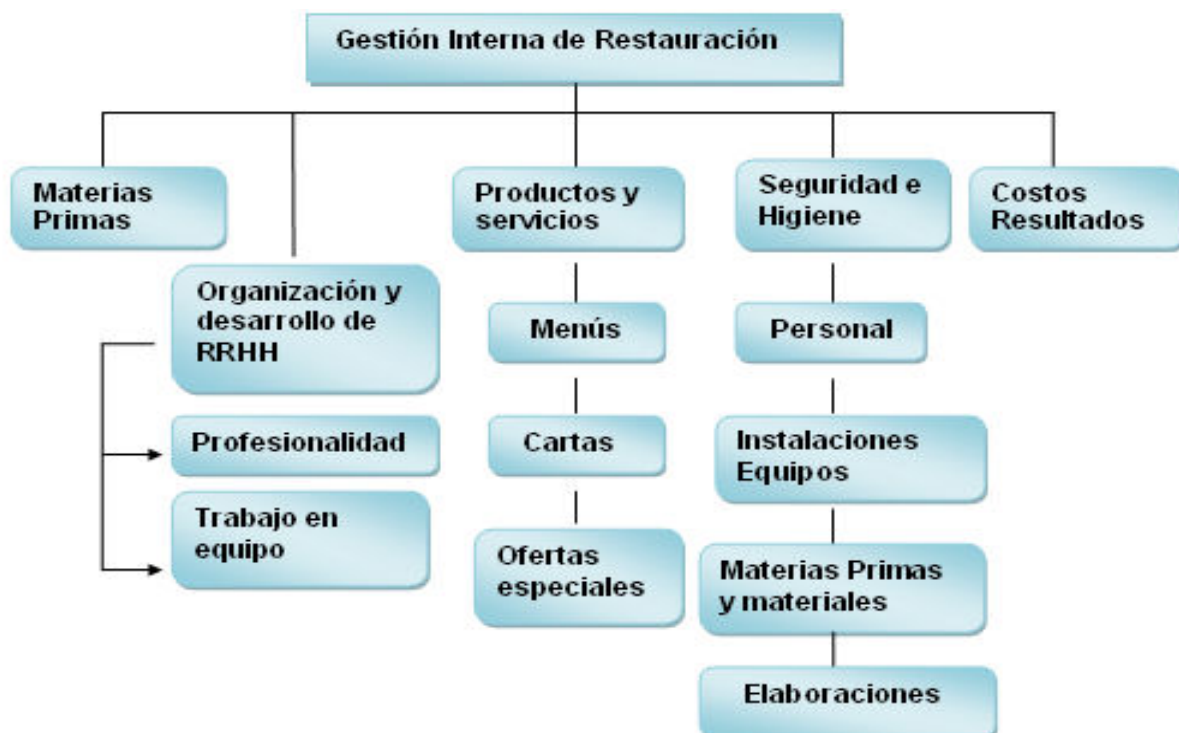 Gestión Interna de Restauración
Materias
Primas
Organización y
desarrollo de
RRHH
Profesionalidad
Trabajo en
equipo
Productos y
servicios
Menús
Cartas
Ofertas
especiales
Seguridad e
Higiene
Personal
Instalaciones
Equipos
Materias Primas
y materiales
Elaboraciones
Costos
Resultados